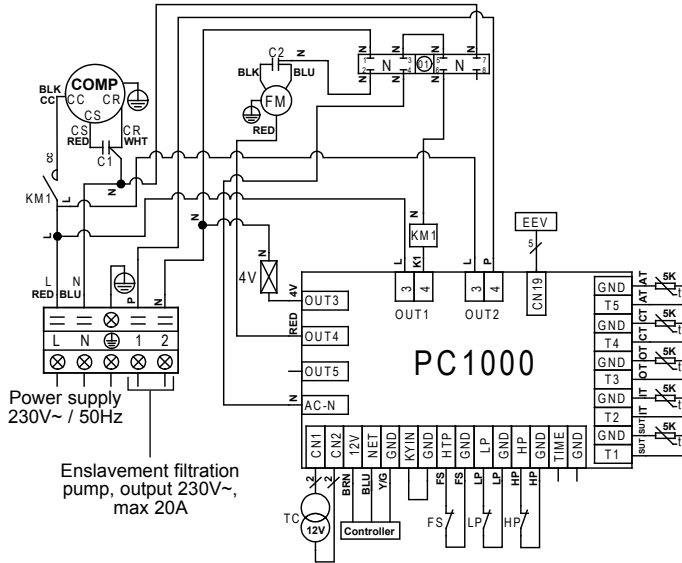 C2
N
BLK
BLU
FM
RED
N
N
N
N
1
2
3
4
5
6
7
8
N
01
N
N
N
N
N
BLK
CC
COMP
CC
CR
CS
CS
RED
CR
WHT
C1
CC
KM1
L
N
L
N
L
N
RED
BLU
P
N
L
N
1
2
Power supply
230V~ / 50Hz
Enslavement filtration
pump, output 230V~,
max 20A
N
4V
4V
RED
N
N
KM1
L
K1
L
P
3
4
3
4
OUT1
OUT2
EEV
5
CN19
OUT3
OUT4
OUT5
AC-N
PC1000
GND
T5
GND
T4
GND
T3
GND
T2
GND
T1
AT
AT
CT
CT
OT
OT
IT
IT
SUT
SUT
5K
t
5K
t
5K
t
5K
t
5K
t
CN1
CN2
12V
NET
GND
KYIN
GND
HTP
GND
LP
GND
HP
GND
TIME
GND
2
2
BRN
BLU
Y/G
FS
FS
LP
LP
HP
HP
TC
12V
Controller
FS
LP
HP